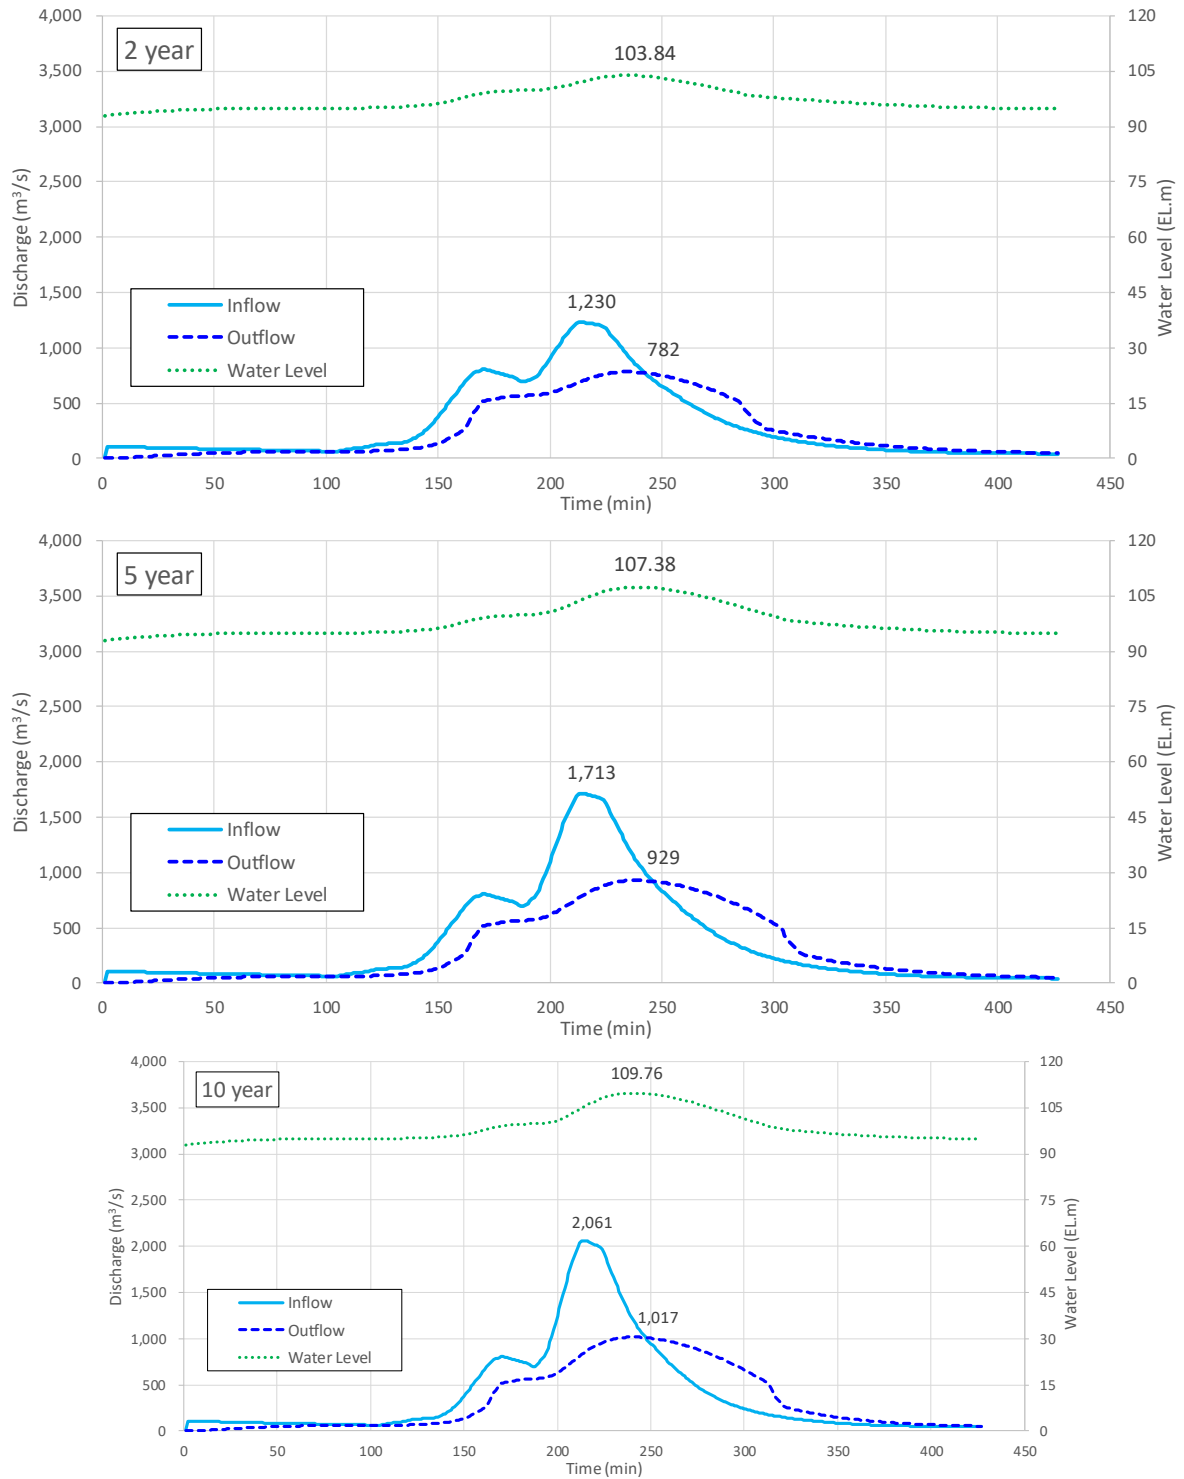 2 year
103.84
4,000
3,500
3,000
2,500
2,000
1,500
1,000
500
0
Discharge (m³/s)
120
105
90
75
60
45
30
15
0
Water Level (EL.m)
Inflow
Outflow
Water Level
1,230
782
0 50 100 150 200 250 300 350 400 450
Time (min)
5 year
107.38
4,000
3,500
3,000
2,500
2,000
1,500
1,000
500
0
Discharge (m³/s)
120
105
90
75
60
45
30
15
0
Water Level (EL.m)
Inflow
Outflow
Water Level
1,713
929
0 50 100 150 200 250 300 350 400 450
Time (min)
10 year
109.76
4,000
3,500
3,000
2,500
2,000
1,500
1,000
500
0
Discharge (m³/s)
120
105
90
75
60
45
30
15
0
Water Level (EL.m)
Inflow
Outflow
Water Level
2,061
1,017
0 50 100 150 200 250 300 350 400 450
Time (min)